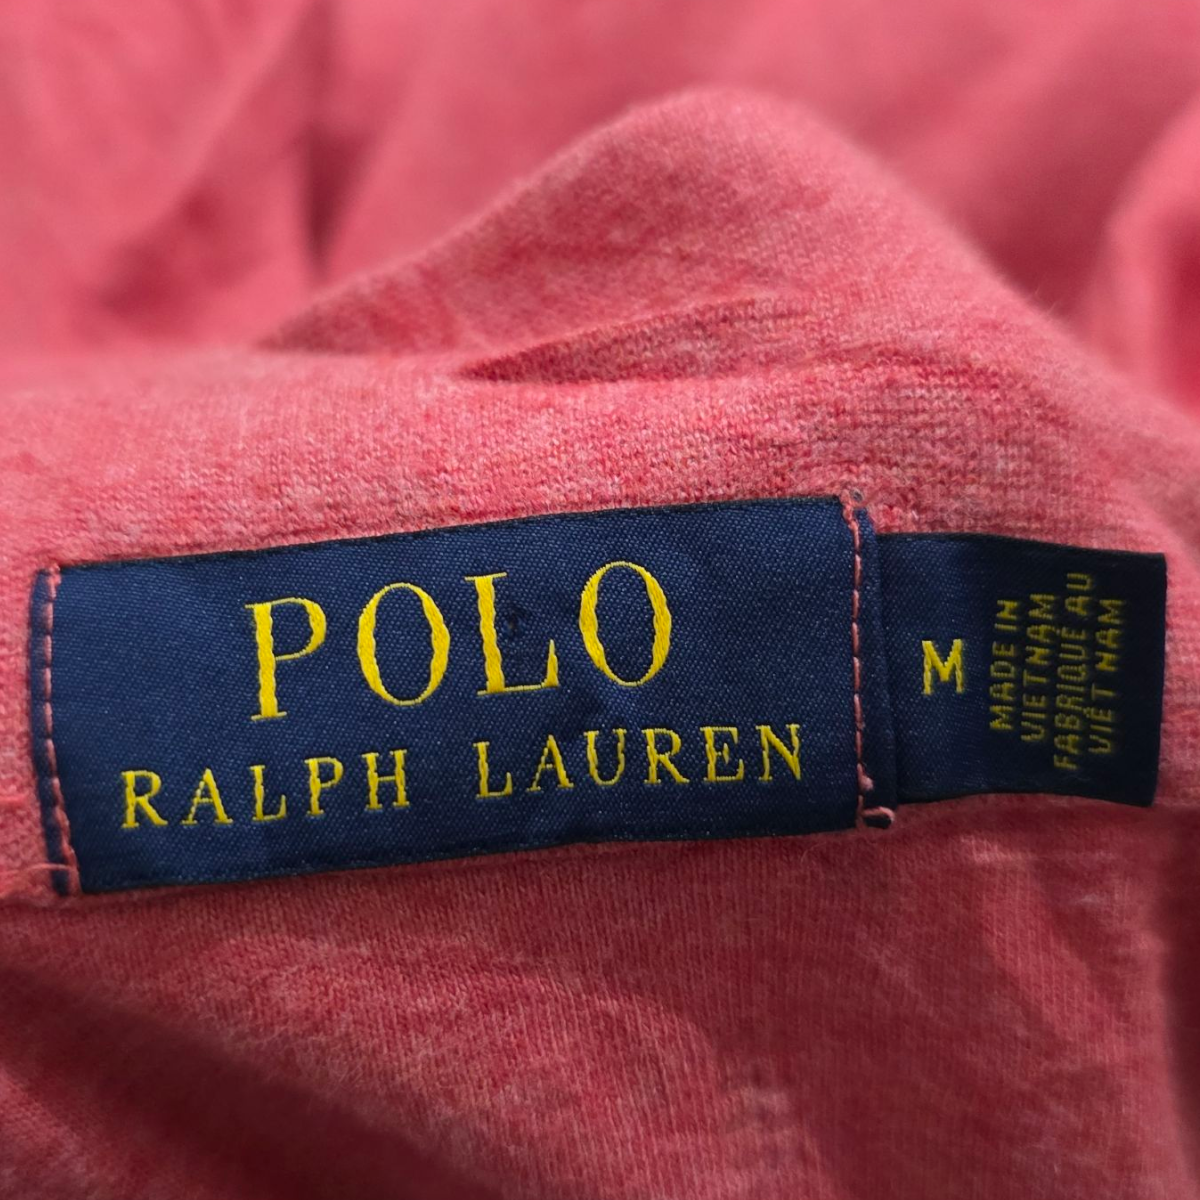 POLO
RALPH LAUREN
M
MADE IN
VIETNAM
FABRIQUE AU
VIET NAM